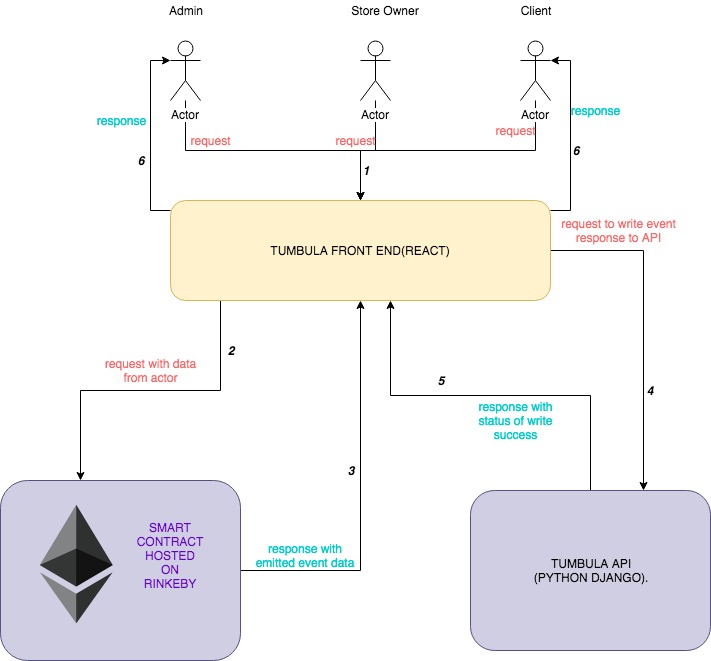 Admin
Store Owner
Client
Actor
Actor
Actor
response
request
request
request
response
6
1
6
request to write event
response to API
TUMBULA FRONT END(REACT)
2
request with data
from actor
5
4
response with
status of write
success
3
SMART
CONTRACT
HOSTED
ON
RINKEBY
response with
emitted event data
TUMBULA API
(PYTHON DJANGO).